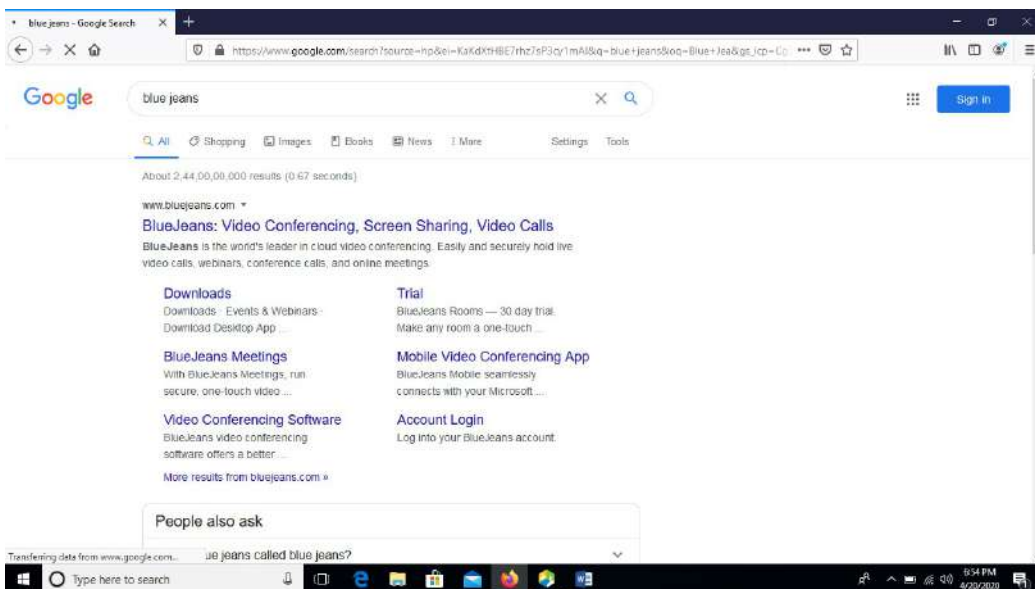 blue jeans - Google Search
https://www.google.com/search?source=hp&ei=
blue+jeans&oq=Blue+Jea&gs_lcp=
Google
blue jeans
Sign in
All Shopping Images Books News More Settings Tools
About 2,44,00,00,000 results (0.67 seconds)
www.bluejeans.com
BlueJeans: Video Conferencing, Screen Sharing, Video Calls
BlueJeans is the world's leader in cloud video conferencing. Easily and securely hold live
video calls, webinars, conference calls, and online meetings.
Downloads
Downloads · Events & Webinars ·
Download Desktop App ...
Trial
BlueJeans Rooms — 30 day trial.
Make any room a one-touch ...
BlueJeans Meetings
With BlueJeans Meetings, run
secure, one-touch video ...
Mobile Video Conferencing App
BlueJeans Mobile seamlessly
connects with your Microsoft ...
Video Conferencing Software
BlueJeans video conferencing
software offers a better ...
Account Login
Log into your BlueJeans account.
More results from bluejeans.com »
People also ask
ue jeans called blue jeans?
Transferring data from www.google.com...
Type here to search
6:54 PM
4/20/2020